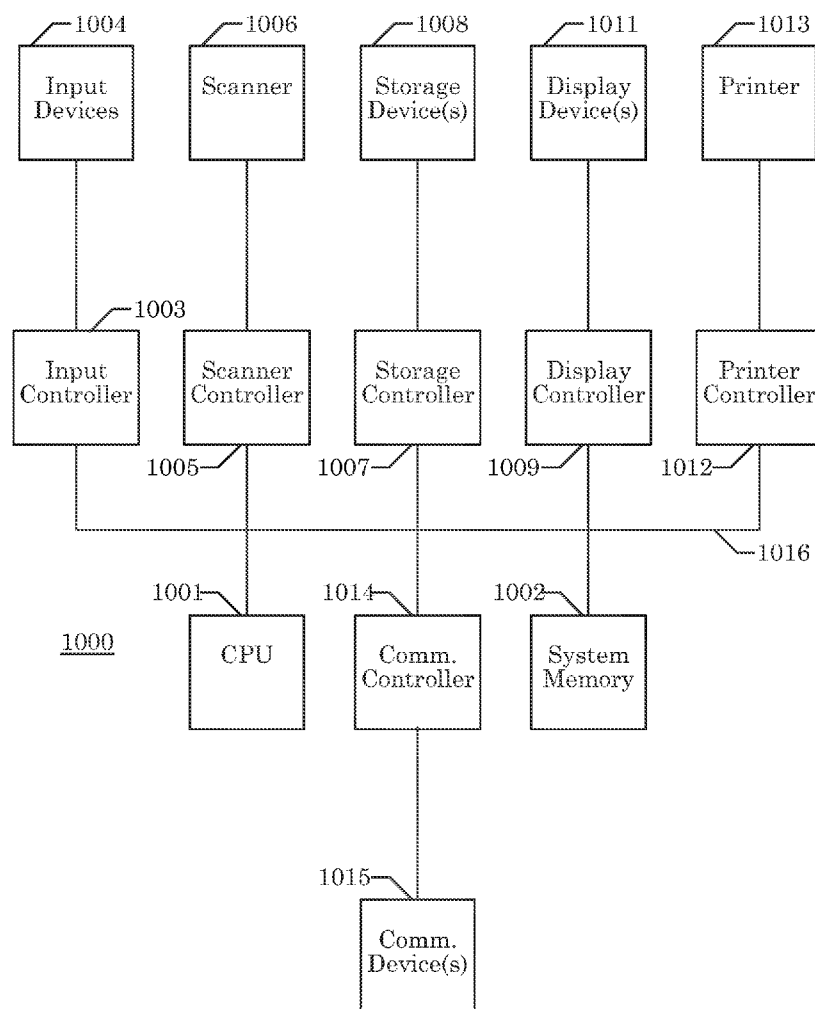 1004
1006
1008
1011
1013
Input
Devices
Scanner
Storage
Device(s)
Display
Device(s)
Printer
1003
Input
Controller
Scanner
Controller
Storage
Controller
Display
Controller
Printer
Controller
1005
1007
1009
1012
1016
1001
1014
1002
1000
CPU
Comm.
Controller
System
Memory
1015
Comm.
Device(s)